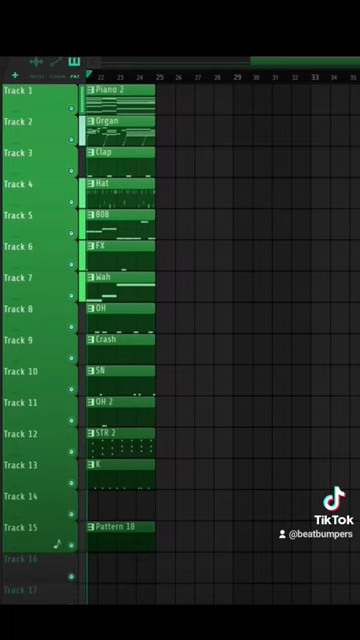 NOTE CHAN PAT
22 23 24 25 26 27 28 29 30 31 32 33 34 35
Track 1
Piano 2
Track 2
Organ
Track 3
Clap
Track 4
Hat
Track 5
808
Track 6
FX
Track 7
Wah
Track 8
OH
Track 9
Crash
Track 10
SN
Track 11
OH 2
Track 12
STR 2
Track 13
K
Track 14
Track 15
Pattern 18
Track 16
Track 17
TikTok
@beatbumpers